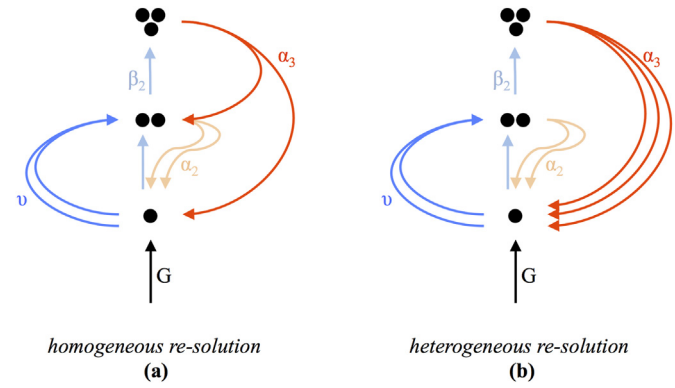 α3
β2
α2
υ
G
homogeneous re-solution
(a)
α3
β2
α2
υ
G
heterogeneous re-solution
(b)